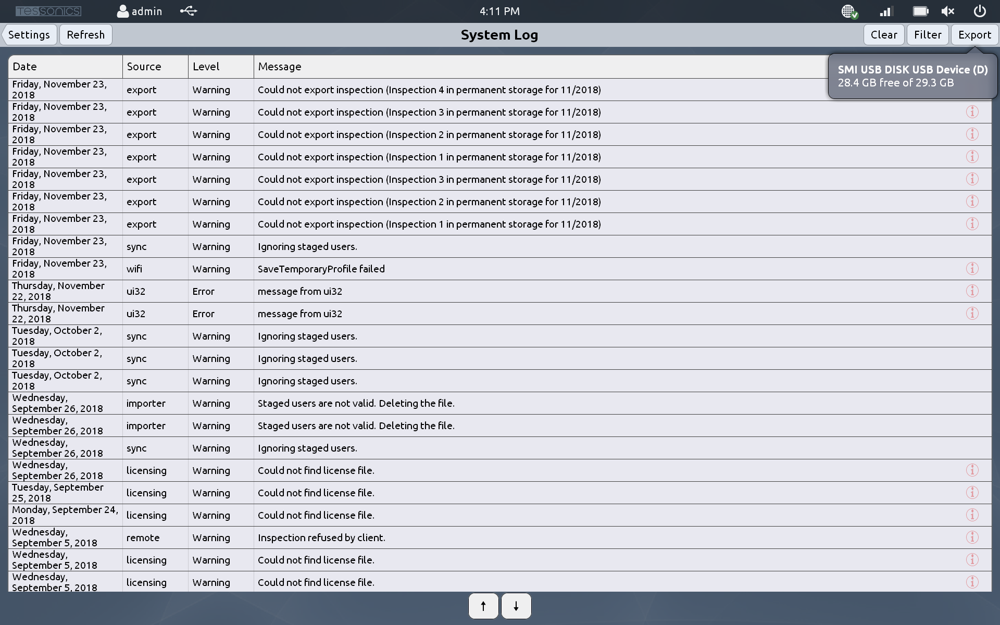 Tessonics admin 4:11 PM
Settings Refresh System Log Clear Filter Export
SMI USB DISK USB Device (D)
28.4 GB free of 29.3 GB
Date Source Level Message
Friday, November 23, 2018 export Warning Could not export inspection (Inspection 4 in permanent storage for 11/2018)
Friday, November 23, 2018 export Warning Could not export inspection (Inspection 3 in permanent storage for 11/2018)
Friday, November 23, 2018 export Warning Could not export inspection (Inspection 2 in permanent storage for 11/2018)
Friday, November 23, 2018 export Warning Could not export inspection (Inspection 1 in permanent storage for 11/2018)
Friday, November 23, 2018 export Warning Could not export inspection (Inspection 3 in permanent storage for 11/2018)
Friday, November 23, 2018 export Warning Could not export inspection (Inspection 2 in permanent storage for 11/2018)
Friday, November 23, 2018 export Warning Could not export inspection (Inspection 1 in permanent storage for 11/2018)
Friday, November 23, 2018 sync Warning Ignoring staged users.
Friday, November 23, 2018 wifi Warning SaveTemporaryProfile failed
Thursday, November 22, 2018 ui32 Error message from ui32
Thursday, November 22, 2018 ui32 Error message from ui32
Tuesday, October 2, 2018 sync Warning Ignoring staged users.
Tuesday, October 2, 2018 sync Warning Ignoring staged users.
Tuesday, October 2, 2018 sync Warning Ignoring staged users.
Wednesday, September 26, 2018 importer Warning Staged users are not valid. Deleting the file.
Wednesday, September 26, 2018 importer Warning Staged users are not valid. Deleting the file.
Wednesday, September 26, 2018 sync Warning Ignoring staged users.
Wednesday, September 26, 2018 licensing Warning Could not find license file.
Tuesday, September 25, 2018 licensing Warning Could not find license file.
Monday, September 24, 2018 licensing Warning Could not find license file.
Wednesday, September 5, 2018 remote Warning Inspection refused by client.
Wednesday, September 5, 2018 licensing Warning Could not find license file.
Wednesday, September 5, 2018 licensing Warning Could not find license file.